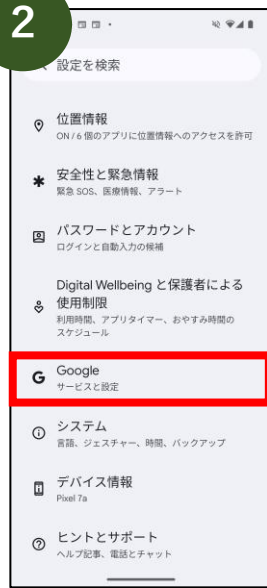 2
設定を検索
位置情報
ON / 6 個のアプリに位置情報へのアクセスを許可
安全性と緊急情報
緊急 SOS、医療情報、アラート
パスワードとアカウント
ログインと自動入力の候補
Digital Wellbeing と保護者による
使用制限
利用時間、アプリタイマー、おやすみ時間の
スケジュール
G Google
サービスと設定
システム
言語、ジェスチャー、時間、バックアップ
デバイス情報
Pixel 7a
ヒントとサポート
ヘルプ記事、電話とチャット